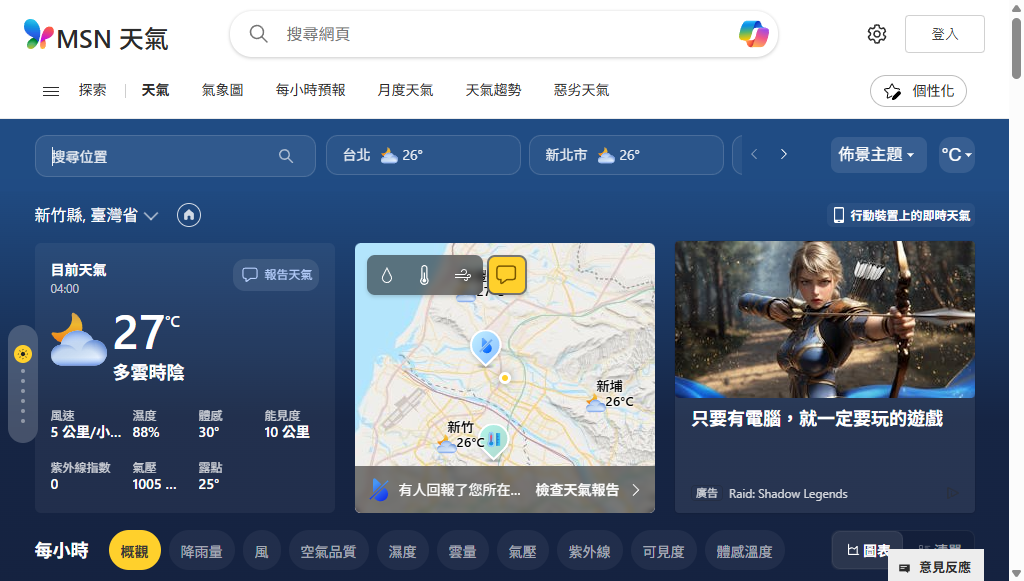 MSN 天氣
搜尋網頁
登入
探索
天氣
氣象圖
每小時預報
月度天氣
天氣趨勢
惡劣天氣
個性化
搜尋位置
台北 26°
新北市 26°
佈景主題
°C
新竹縣, 臺灣省
行動裝置上的即時天氣
目前天氣
04:00
報告天氣
27°C
多雲時陰
風速
5 公里/小...
濕度
88%
體感
30°
能見度
10 公里
紫外線指數
0
氣壓
1005 ...
露點
25°
新埔
26°C
新竹
26°C
有人回報了您所在...
檢查天氣報告
只要有電腦，就一定要玩的遊戲
廣告
Raid: Shadow Legends
每小時
概觀
降雨量
風
空氣品質
濕度
雲量
氣壓
紫外線
可見度
體感溫度
圖表
意見反應